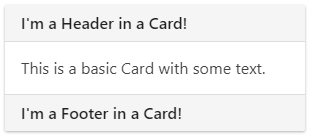 I'm a Header in a Card!
This is a basic Card with some text.
I'm a Footer in a Card!